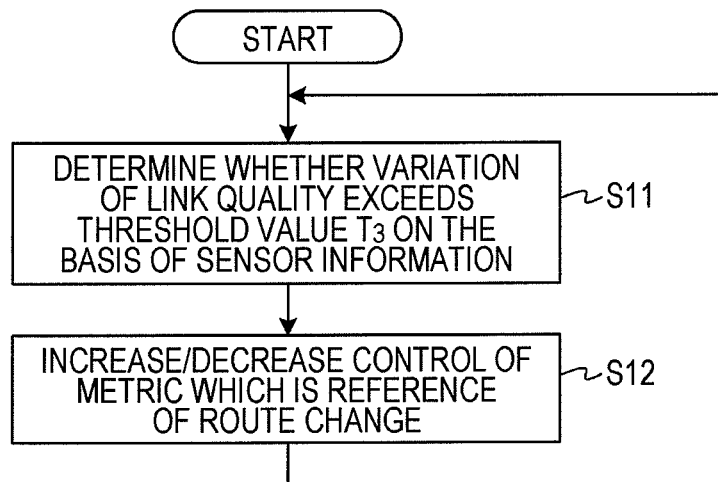 START
DETERMINE WHETHER VARIATION
OF LINK QUALITY EXCEEDS
THRESHOLD VALUE T3 ON THE
BASIS OF SENSOR INFORMATION
S11
INCREASE/DECREASE CONTROL OF
METRIC WHICH IS REFERENCE
OF ROUTE CHANGE
S12